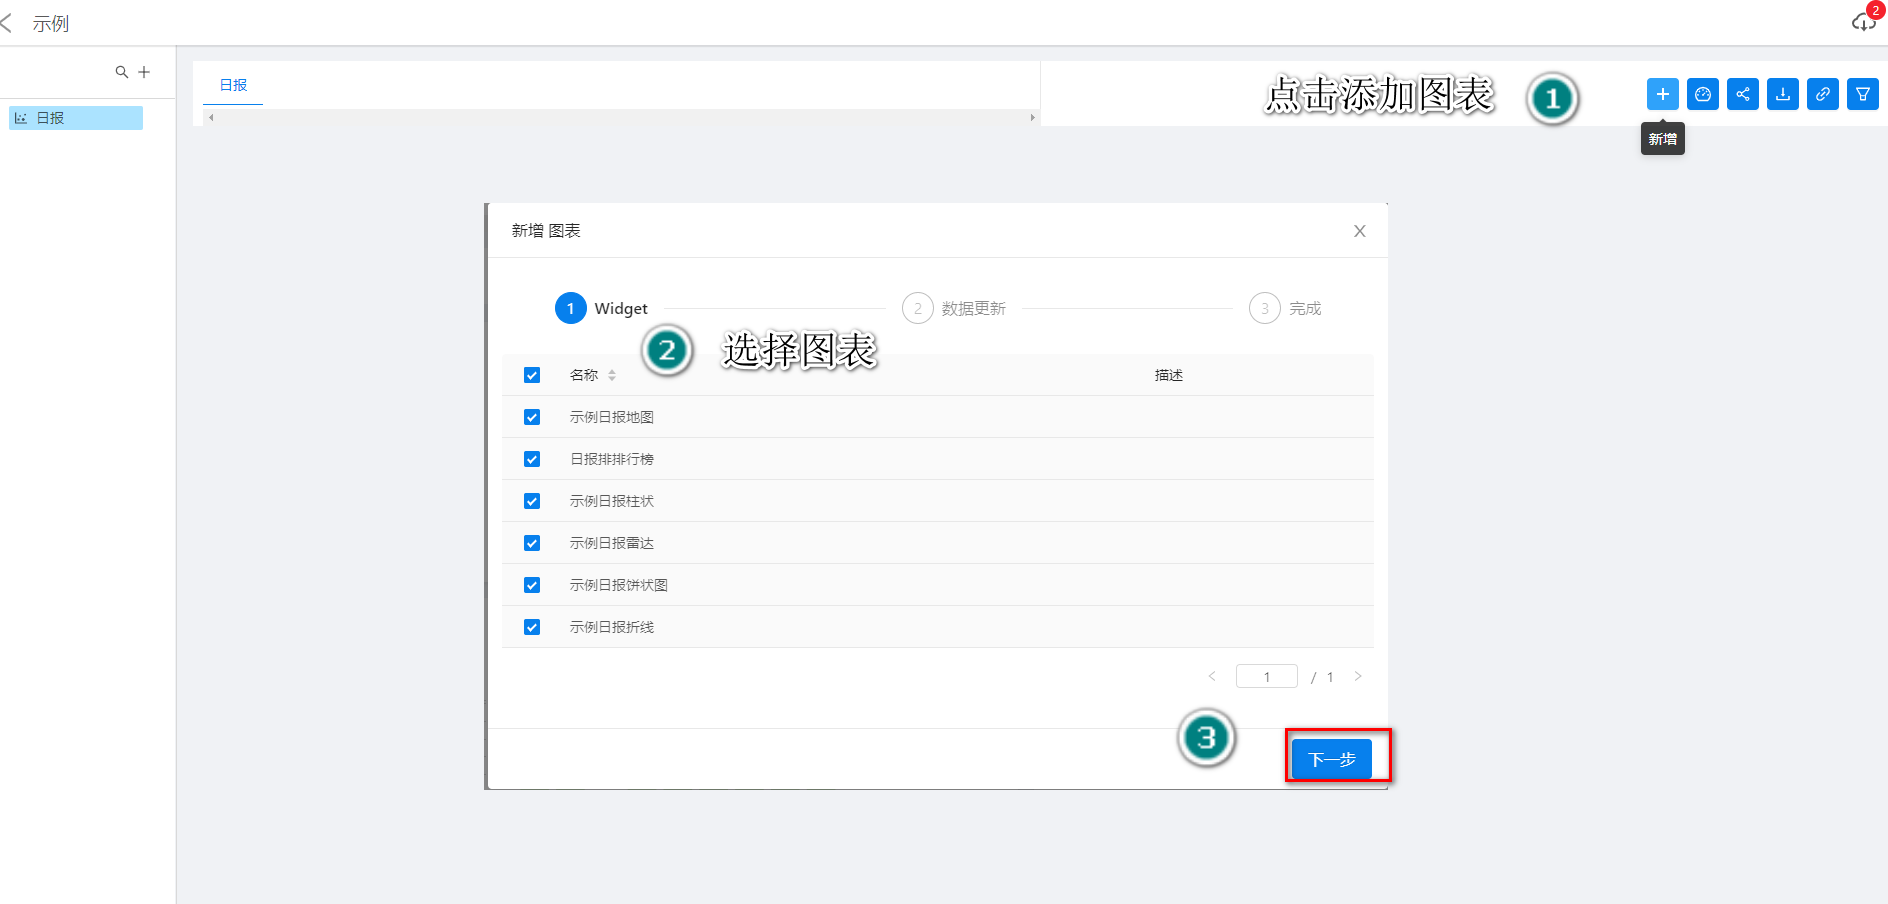 示例
2
日报
日报
点击添加图表
1
新增
新增 图表
X
1 Widget
2 数据更新
3 完成
2 选择图表
名称 描述
示例日报地图
日报排排行榜
示例日报柱状
示例日报雷达
示例日报饼状图
示例日报折线
1 / 1
3
下一步